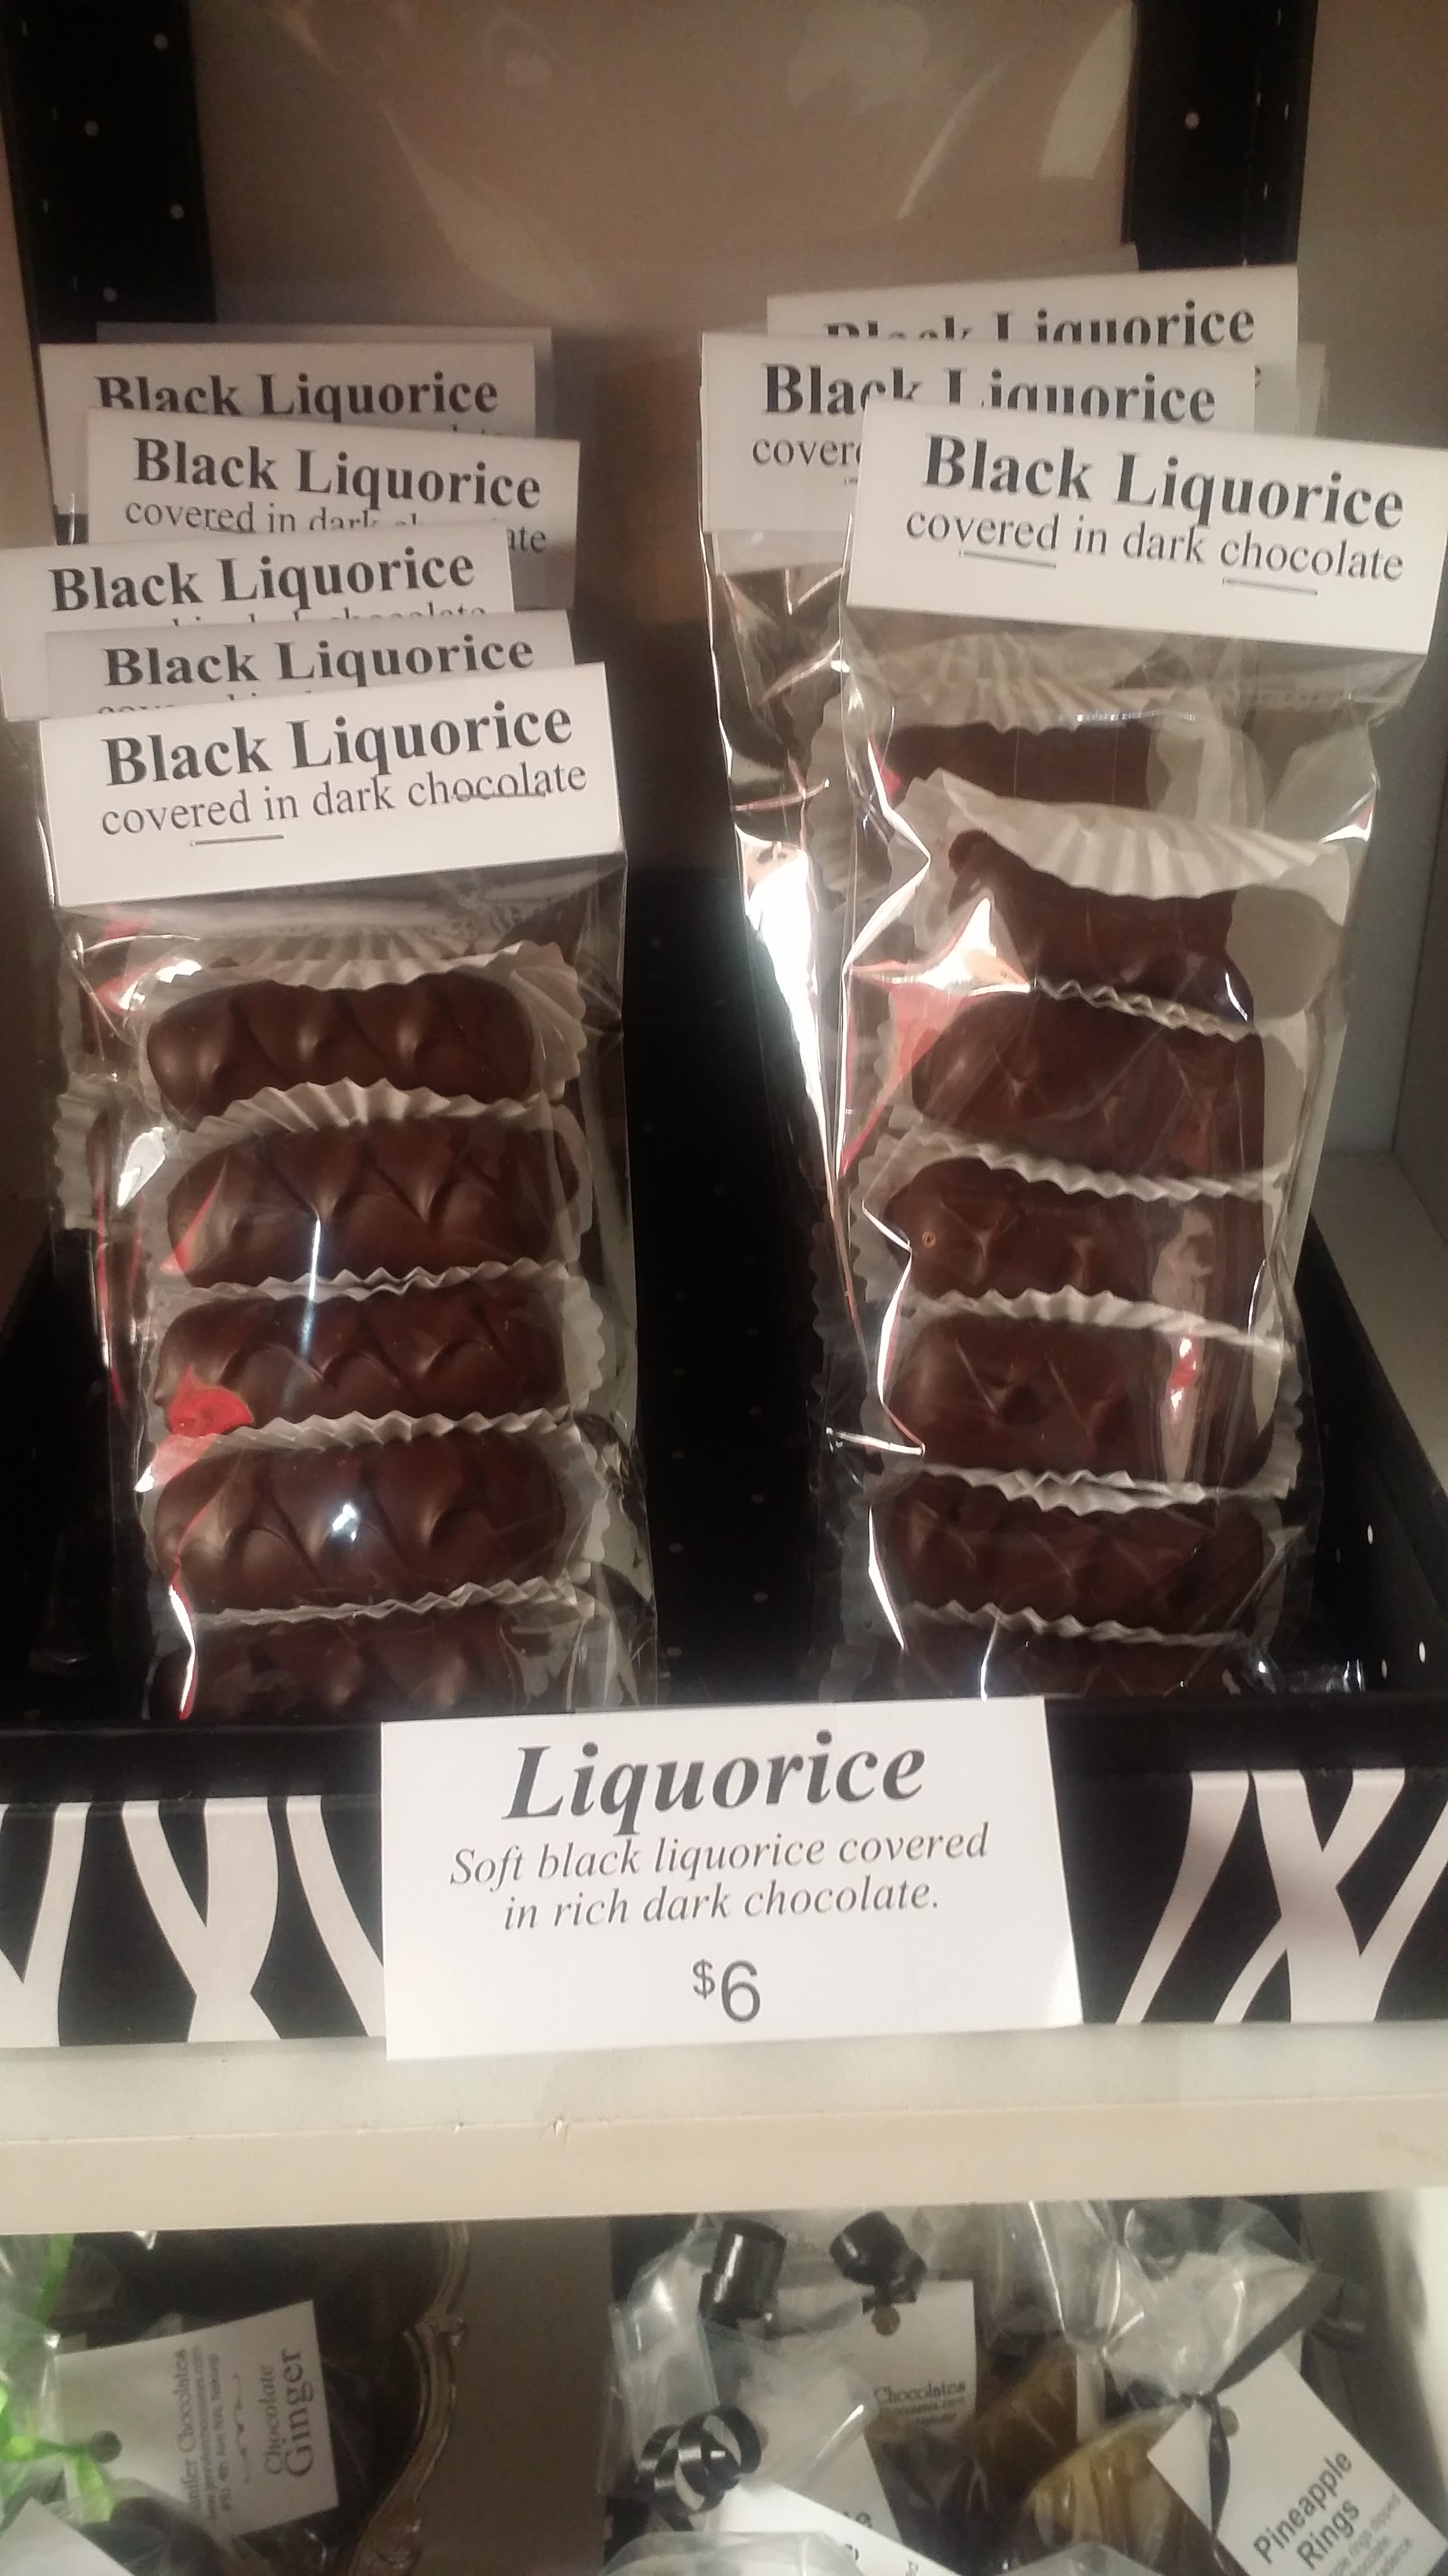 Black Liquorice
Black Liquorice
covered in dark
Black Liquorice
Black Liquorice
Black Liquorice
covered in dark chocolate
Liquorice
Black Liquorice
Black Liquorice
covered in dark chocolate
Liquorice
Soft black liquorice covered
in rich dark chocolate.
$6
Chocolates
Chocolate
Ginger
Chocolates
Pineapple
Rings